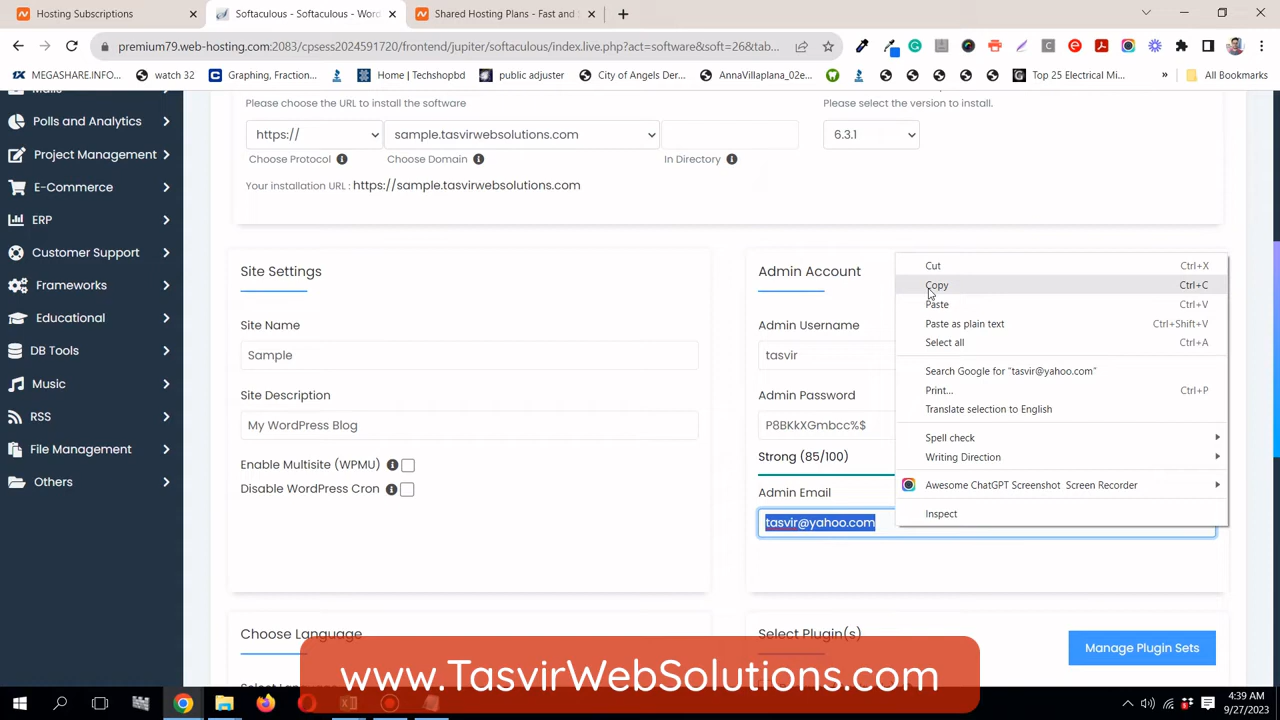 Hosting Subscriptions
Softaculous - Softaculous - Wor
Shared Hosting Plans - Fast and S
premium79.web-hosting.com:2083/cpsess2024591720/frontend/jupiter/softaculous/index.live.php?act=software&soft=26&tab...
MEGASHARE.INFO...
watch 32
Graphing, Fraction...
Home | Techshopbd
public adjuster
City of Angels Der...
AnnaVillaplana_02e...
Top 25 Electrical Mi...
»
All Bookmarks
Polls and Analytics
Project Management
E-Commerce
ERP
Customer Support
Frameworks
Educational
DB Tools
Music
RSS
File Management
Others
Please choose the URL to install the software
Please select the version to install.
https://
sample.tasvirwebsolutions.com
6.3.1
Choose Protocol
Choose Domain
In Directory
Your installation URL : https://sample.tasvirwebsolutions.com
Site Settings
Site Name
Sample
Site Description
My WordPress Blog
Enable Multisite (WPMU)
Disable WordPress Cron
Admin Account
Admin Username
tasvir
Admin Password
P8BKkXGmbcc%$
Strong (85/100)
Admin Email
tasvir@yahoo.com
Cut Ctrl+X
Copy Ctrl+C
Paste Ctrl+V
Paste as plain text Ctrl+Shift+V
Select all Ctrl+A
Search Google for "tasvir@yahoo.com"
Print... Ctrl+P
Translate selection to English
Spell check
Writing Direction
Awesome ChatGPT Screenshot Screen Recorder
Inspect
Choose Language
Select Plugin(s)
Manage Plugin Sets
www.TasvirWebSolutions.com
4:39 AM
9/27/2023